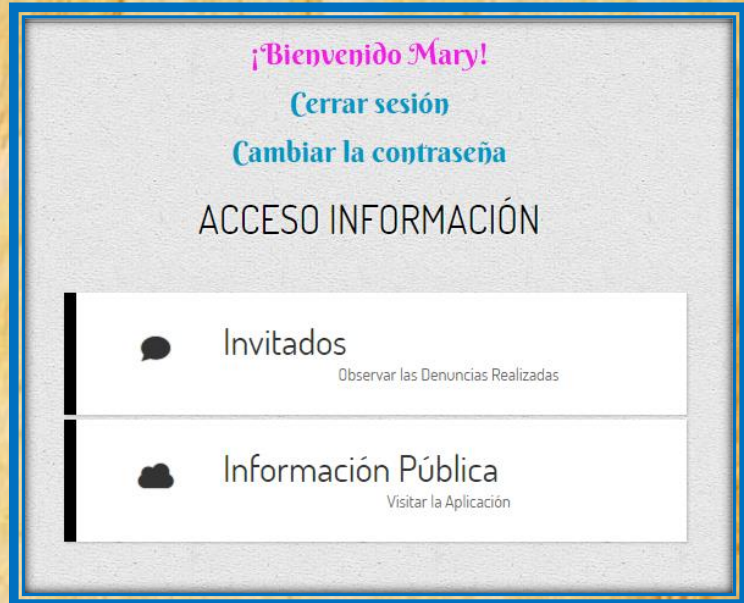 ¡Bienvenido Mary!
Cerrar sesión
Cambiar la contraseña
ACCESO INFORMACIÓN
Invitados
Observar las Denuncias Realizadas
Información Pública
Visitar la Aplicación